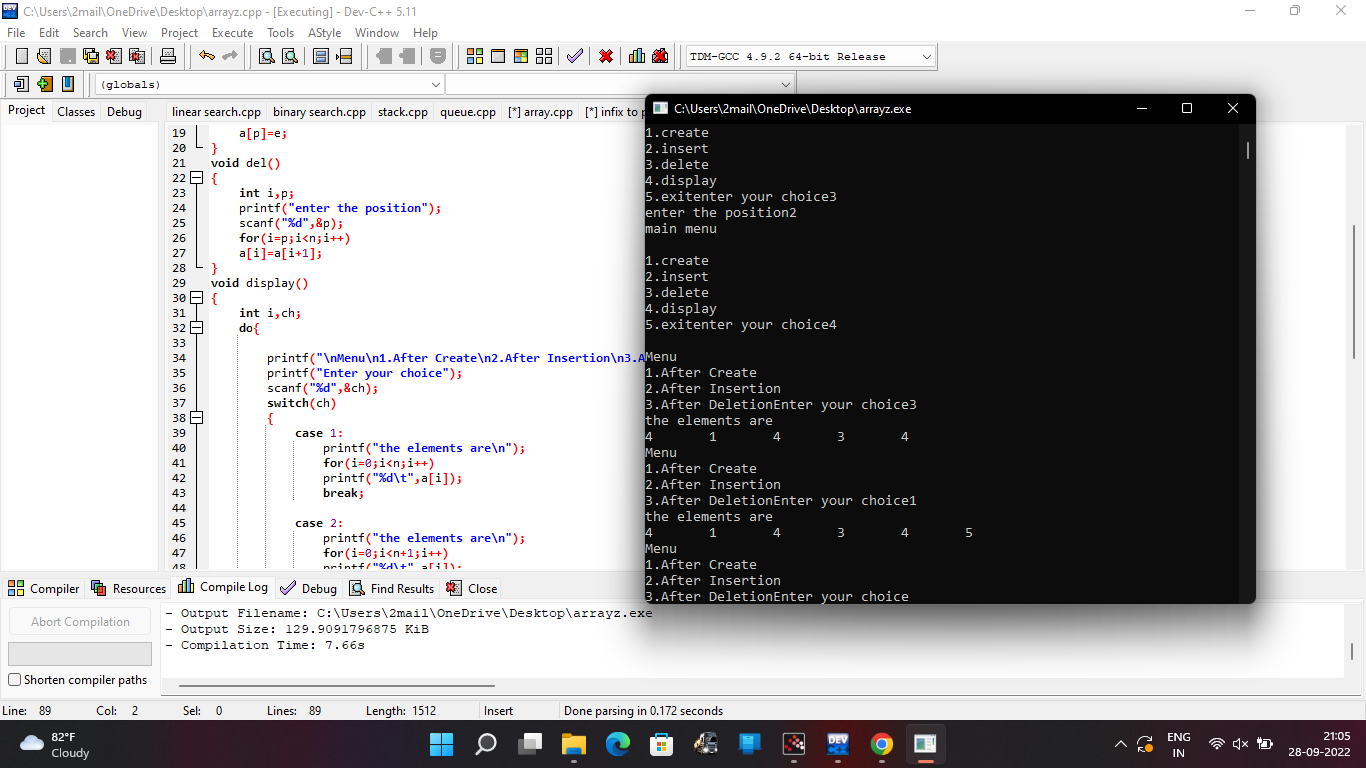 C:\Users\2mail\OneDrive\Desktop\arrayz.cpp - [Executing] - Dev-C++ 5.11
File Edit Search View Project Execute Tools AStyle Window Help
TDM-GCC 4.9.2 64-bit Release
(globals)
Project Classes Debug
linear search.cpp binary search.cpp stack.cpp queue.cpp [*] array.cpp [*] infix to p
19 a[p]=e;
20 }
21 void del()
22 {
23 int i,p;
24 printf("enter the position");
25 scanf("%d",&p);
26 for(i=p;i<n;i++)
27 a[i]=a[i+1];
28 }
29 void display()
30 {
31 int i,ch;
32 do{
33
34 printf("\nMenu\n1.After Create\n2.After Insertion\n3.A
35 printf("Enter your choice");
36 scanf("%d",&ch);
37 switch(ch)
38 {
39 case 1:
40 printf("the elements are\n");
41 for(i=0;i<n;i++)
42 printf("%d\t",a[i]);
43 break;
44
45 case 2:
46 printf("the elements are\n");
47 for(i=0;i<n+1;i++)
48 printf("%d\t",a[i]);
C:\Users\2mail\OneDrive\Desktop\arrayz.exe
1.create
2.insert
3.delete
4.display
5.exitenter your choice3
enter the position2
main menu
1.create
2.insert
3.delete
4.display
5.exitenter your choice4
Menu
1.After Create
2.After Insertion
3.After DeletionEnter your choice3
the elements are
4 1 4 3 4
Menu
1.After Create
2.After Insertion
3.After DeletionEnter your choice1
the elements are
4 1 4 3 4 5
Menu
1.After Create
2.After Insertion
3.After DeletionEnter your choice
Compiler Resources Compile Log Debug Find Results Close
Abort Compilation
Shorten compiler paths
- Output Filename: C:\Users\2mail\OneDrive\Desktop\arrayz.exe
- Output Size: 129.9091796875 KiB
- Compilation Time: 7.66s
Line: 89 Col: 2 Sel: 0 Lines: 89 Length: 1512 Insert Done parsing in 0.172 seconds
82°F
Cloudy
DEV
ENG
IN
21:05
28-09-2022